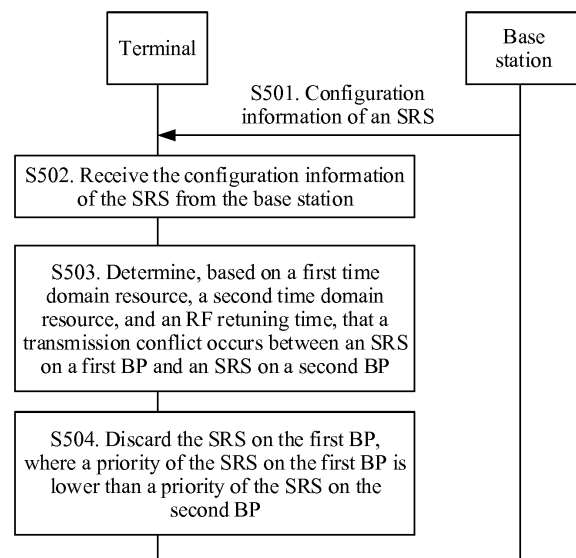 Terminal
Base
station
S501. Configuration
information of an SRS
S502. Receive the configuration information
of the SRS from the base station
S503. Determine, based on a first time
domain resource, a second time domain
resource, and an RF retuning time, that a
transmission conflict occurs between an SRS
on a first BP and an SRS on a second BP
S504. Discard the SRS on the first BP,
where a priority of the SRS on the first BP is
lower than a priority of the SRS on the
second BP